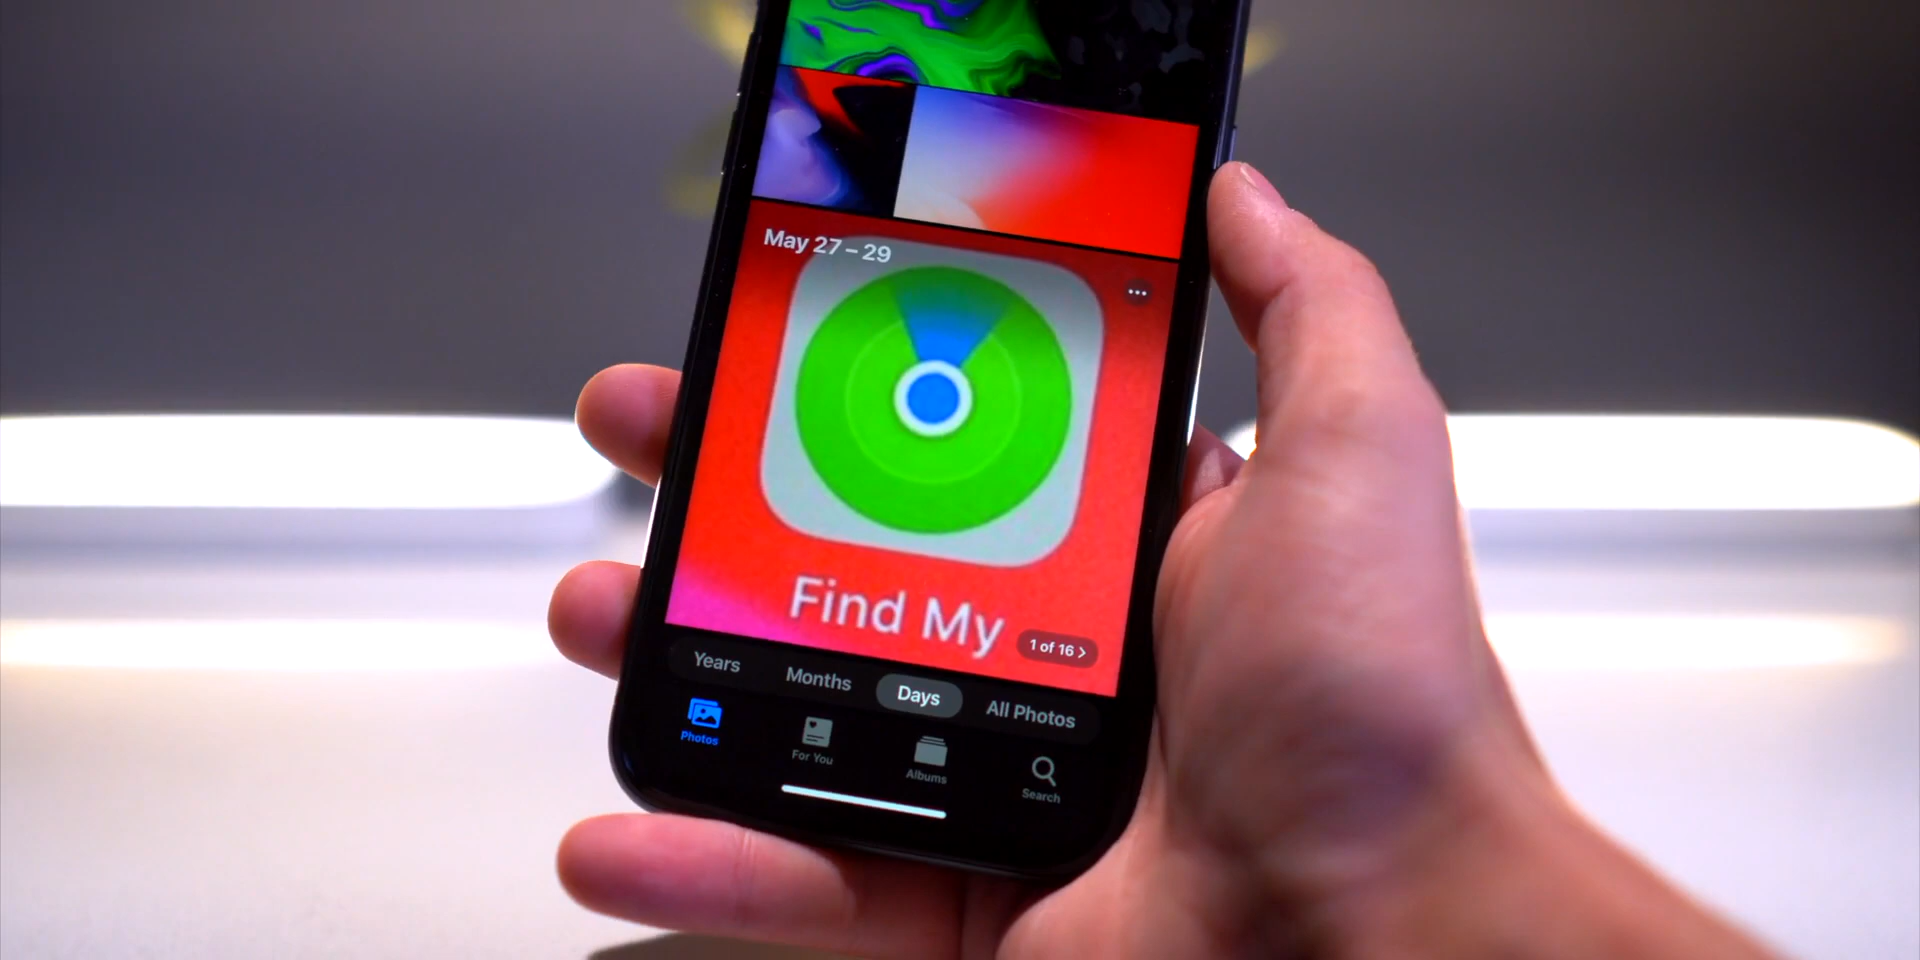 May 27 – 29
Find My
1 of 16 >
Years Months Days All Photos
Photos For You Albums Search